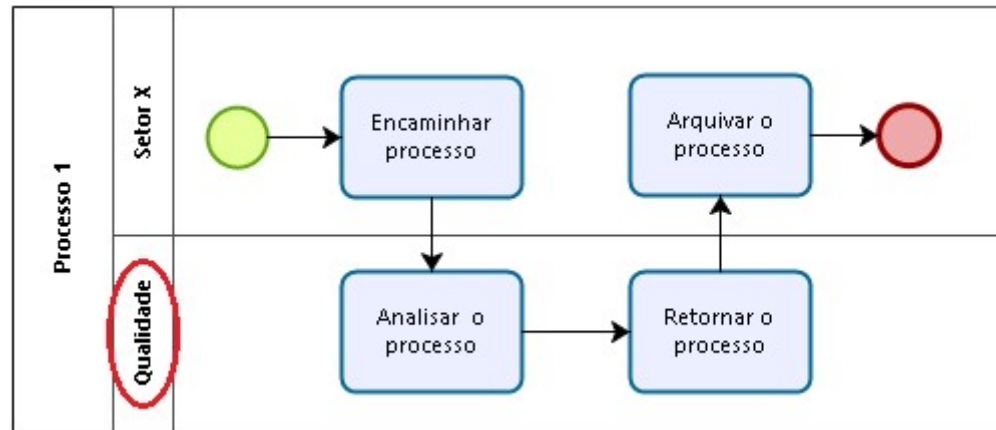 Processo 1
Setor X
Encaminhar
processo
Arquivar o
processo
Qualidade
Analisar o
processo
Retornar o
processo